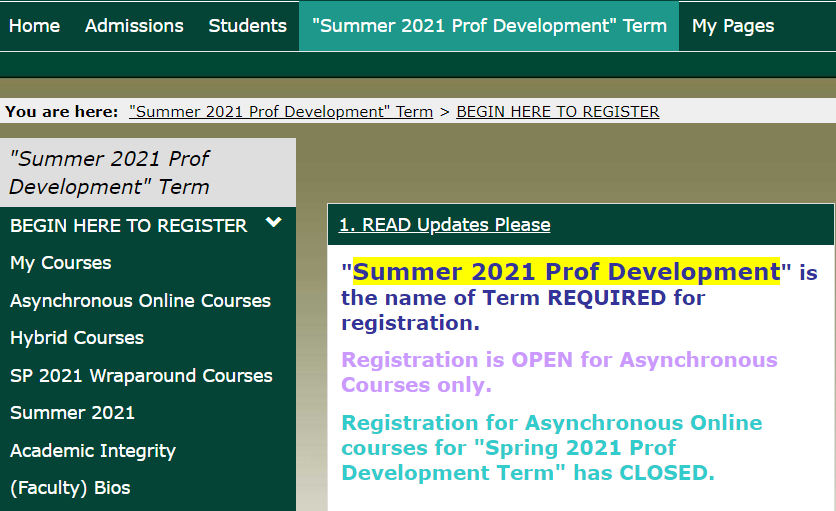 Home Admissions Students "Summer 2021 Prof Development" Term My Pages
You are here: "Summer 2021 Prof Development" Term > BEGIN HERE TO REGISTER
"Summer 2021 Prof
Development" Term
BEGIN HERE TO REGISTER
My Courses
Asynchronous Online Courses
Hybrid Courses
SP 2021 Wraparound Courses
Summer 2021
Academic Integrity
(Faculty) Bios
1. READ Updates Please
"Summer 2021 Prof Development" is
the name of Term REQUIRED for
registration.
Registration is OPEN for Asynchronous
Courses only.
Registration for Asynchronous Online
courses for "Spring 2021 Prof
Development Term" has CLOSED.